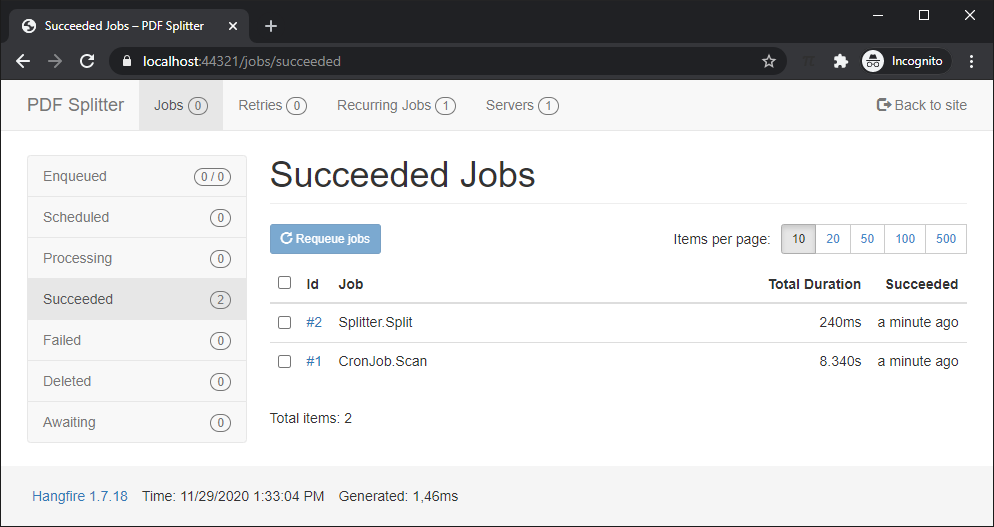 Succeeded Jobs – PDF Splitter
localhost:44321/jobs/succeeded
Incognito
PDF Splitter Jobs 0 Retries 0 Recurring Jobs 1 Servers 1 Back to site
Enqueued 0 / 0
Scheduled 0
Processing 0
Succeeded 2
Failed 0
Deleted 0
Awaiting 0
Succeeded Jobs
Requeue jobs Items per page: 10 20 50 100 500
Id Job Total Duration Succeeded
#2 Splitter.Split 240ms a minute ago
#1 CronJob.Scan 8.340s a minute ago
Total items: 2
Hangfire 1.7.18 Time: 11/29/2020 1:33:04 PM Generated: 1,46ms